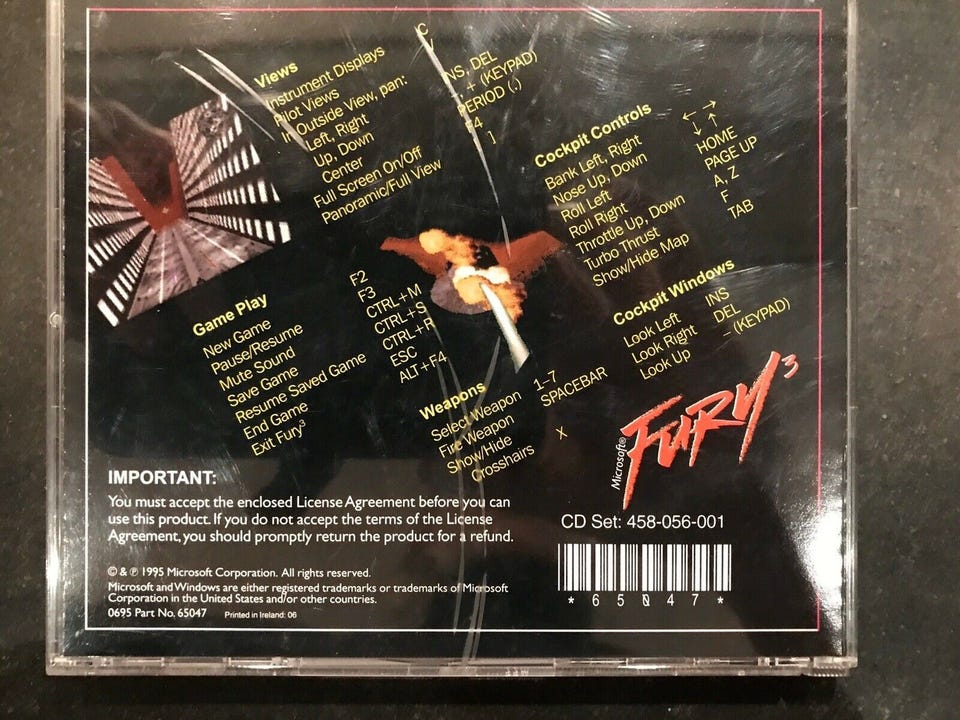 Views
Instrument Displays C
Pilot Views V
In Outside View, pan:
Left, Right INS, DEL
Up, Down –, + (KEYPAD)
Center PERIOD (.)
Full Screen On/Off F4
Panoramic/Full View ]
Cockpit Controls
Bank Left, Right ← →
Nose Up, Down ↓ ↑
Roll Left HOME
Roll Right PAGE UP
Throttle Up, Down A, Z
Turbo Thrust F
Show/Hide Map TAB
Game Play
New Game F2
Pause/Resume F3
Mute Sound CTRL+M
Save Game CTRL+S
Resume Saved Game CTRL+R
End Game ESC
Exit Fury³ ALT+F4
Cockpit Windows
Look Left INS
Look Right DEL
Look Up – (KEYPAD)
Weapons
Select Weapon 1–7
Fire Weapon SPACEBAR
Show/Hide
Crosshairs X
Microsoft® FURY³
IMPORTANT:
You must accept the enclosed License Agreement before you can
use this product. If you do not accept the terms of the License
Agreement, you should promptly return the product for a refund.
CD Set: 458-056-001
© & ℗ 1995 Microsoft Corporation. All rights reserved.
Microsoft and Windows are either registered trademarks or trademarks of Microsoft
Corporation in the United States and/or other countries.
0695 Part No. 65047 Printed in Ireland: 06
*65047*